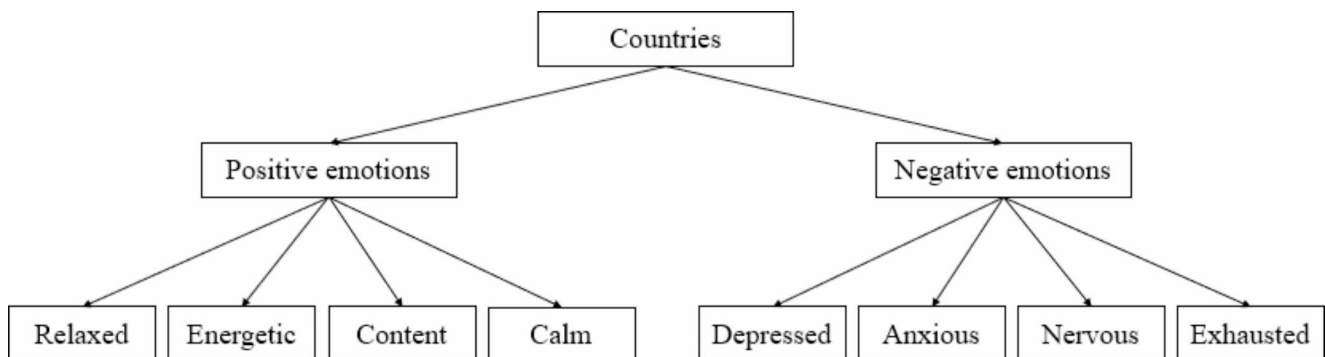 Countries
Positive emotions
Negative emotions
Relaxed
Energetic
Content
Calm
Depressed
Anxious
Nervous
Exhausted